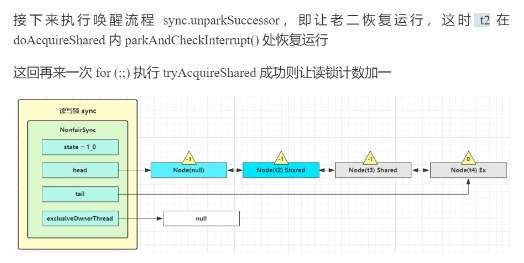 接下来执行唤醒流程 sync.unparkSuccessor，即让老二恢复运行，这时 t2 在
doAcquireShared 内 parkAndCheckInterrupt() 处恢复运行
这回再来一次 for (;;) 执行 tryAcquireShared 成功则让读锁计数加一
读写锁 sync
NonfairSync
state = 1_0
-1
-1
-1
0
head
Node(null)
Node(t2) Shared
Node(t3) Shared
Node(t4) Ex
tail
exclusiveOwnerThread
null